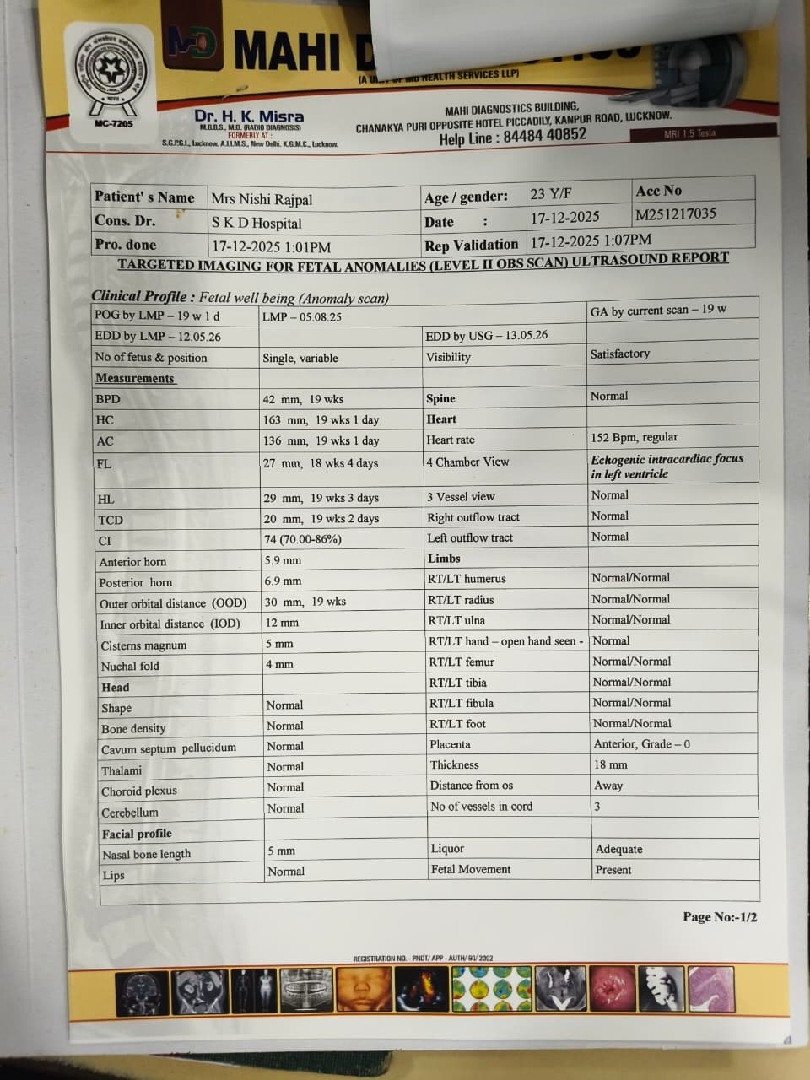 MAHI D
(A UNIT OF MD HEALTH SERVICES LLP)
MC-7205
Dr. H. K. Misra
M.B.B.S., M.D. (RADIO DIAGNOSIS)
FORMERLY AT :
S.G.P.G.I., Lucknow, A.I.I.M.S., New Delhi, K.G.M.C., Lucknow
MAHI DIAGNOSTICS BUILDING,
CHANAKYA PURI OPPOSITE HOTEL PICCADILY, KANPUR ROAD, LUCKNOW.
Help Line : 84484 40852
MRI 1.5 Tesla
Patient' s Name Mrs Nishi Rajpal Age / gender: 23 Y/F Acc No
Cons. Dr. S K D Hospital Date : 17-12-2025 M251217035
Pro. done 17-12-2025 1:01PM Rep Validation 17-12-2025 1:07PM
TARGETED IMAGING FOR FETAL ANOMALIES (LEVEL II OBS SCAN) ULTRASOUND REPORT
Clinical Profile : Fetal well being (Anomaly scan)
POG by LMP – 19 w 1 d LMP – 05.08.25 GA by current scan – 19 w
EDD by LMP – 12.05.26 EDD by USG – 13.05.26
No of fetus & position Single, variable Visibility Satisfactory
Measurements
BPD 42 mm, 19 wks Spine Normal
HC 163 mm, 19 wks 1 day Heart
AC 136 mm, 19 wks 1 day Heart rate 152 Bpm, regular
FL 27 mm, 18 wks 4 days 4 Chamber View Echogenic intracardiac focus
in left ventricle
HL 29 mm, 19 wks 3 days 3 Vessel view Normal
TCD 20 mm, 19 wks 2 days Right outflow tract Normal
CI 74 (70.00-86%) Left outflow tract Normal
Anterior horn 5.9 mm Limbs
Posterior horn 6.9 mm RT/LT humerus Normal/Normal
Outer orbital distance (OOD) 30 mm, 19 wks RT/LT radius Normal/Normal
Inner orbital distance (IOD) 12 mm RT/LT ulna Normal/Normal
Cisterns magnum 5 mm RT/LT hand – open hand seen - Normal
Nuchal fold 4 mm RT/LT femur Normal/Normal
Head RT/LT tibia Normal/Normal
Shape Normal RT/LT fibula Normal/Normal
Bone density Normal RT/LT foot Normal/Normal
Cavum septum pellucidum Normal Placenta Anterior, Grade – 0
Thalami Normal Thickness 18 mm
Choroid plexus Normal Distance from os Away
Cerebellum Normal No of vessels in cord 3
Facial profile
Nasal bone length 5 mm Liquor Adequate
Lips Normal Fetal Movement Present
Page No:-1/2
REGISTRATION NO. - PNDT/ APP - AUTH/90/2002